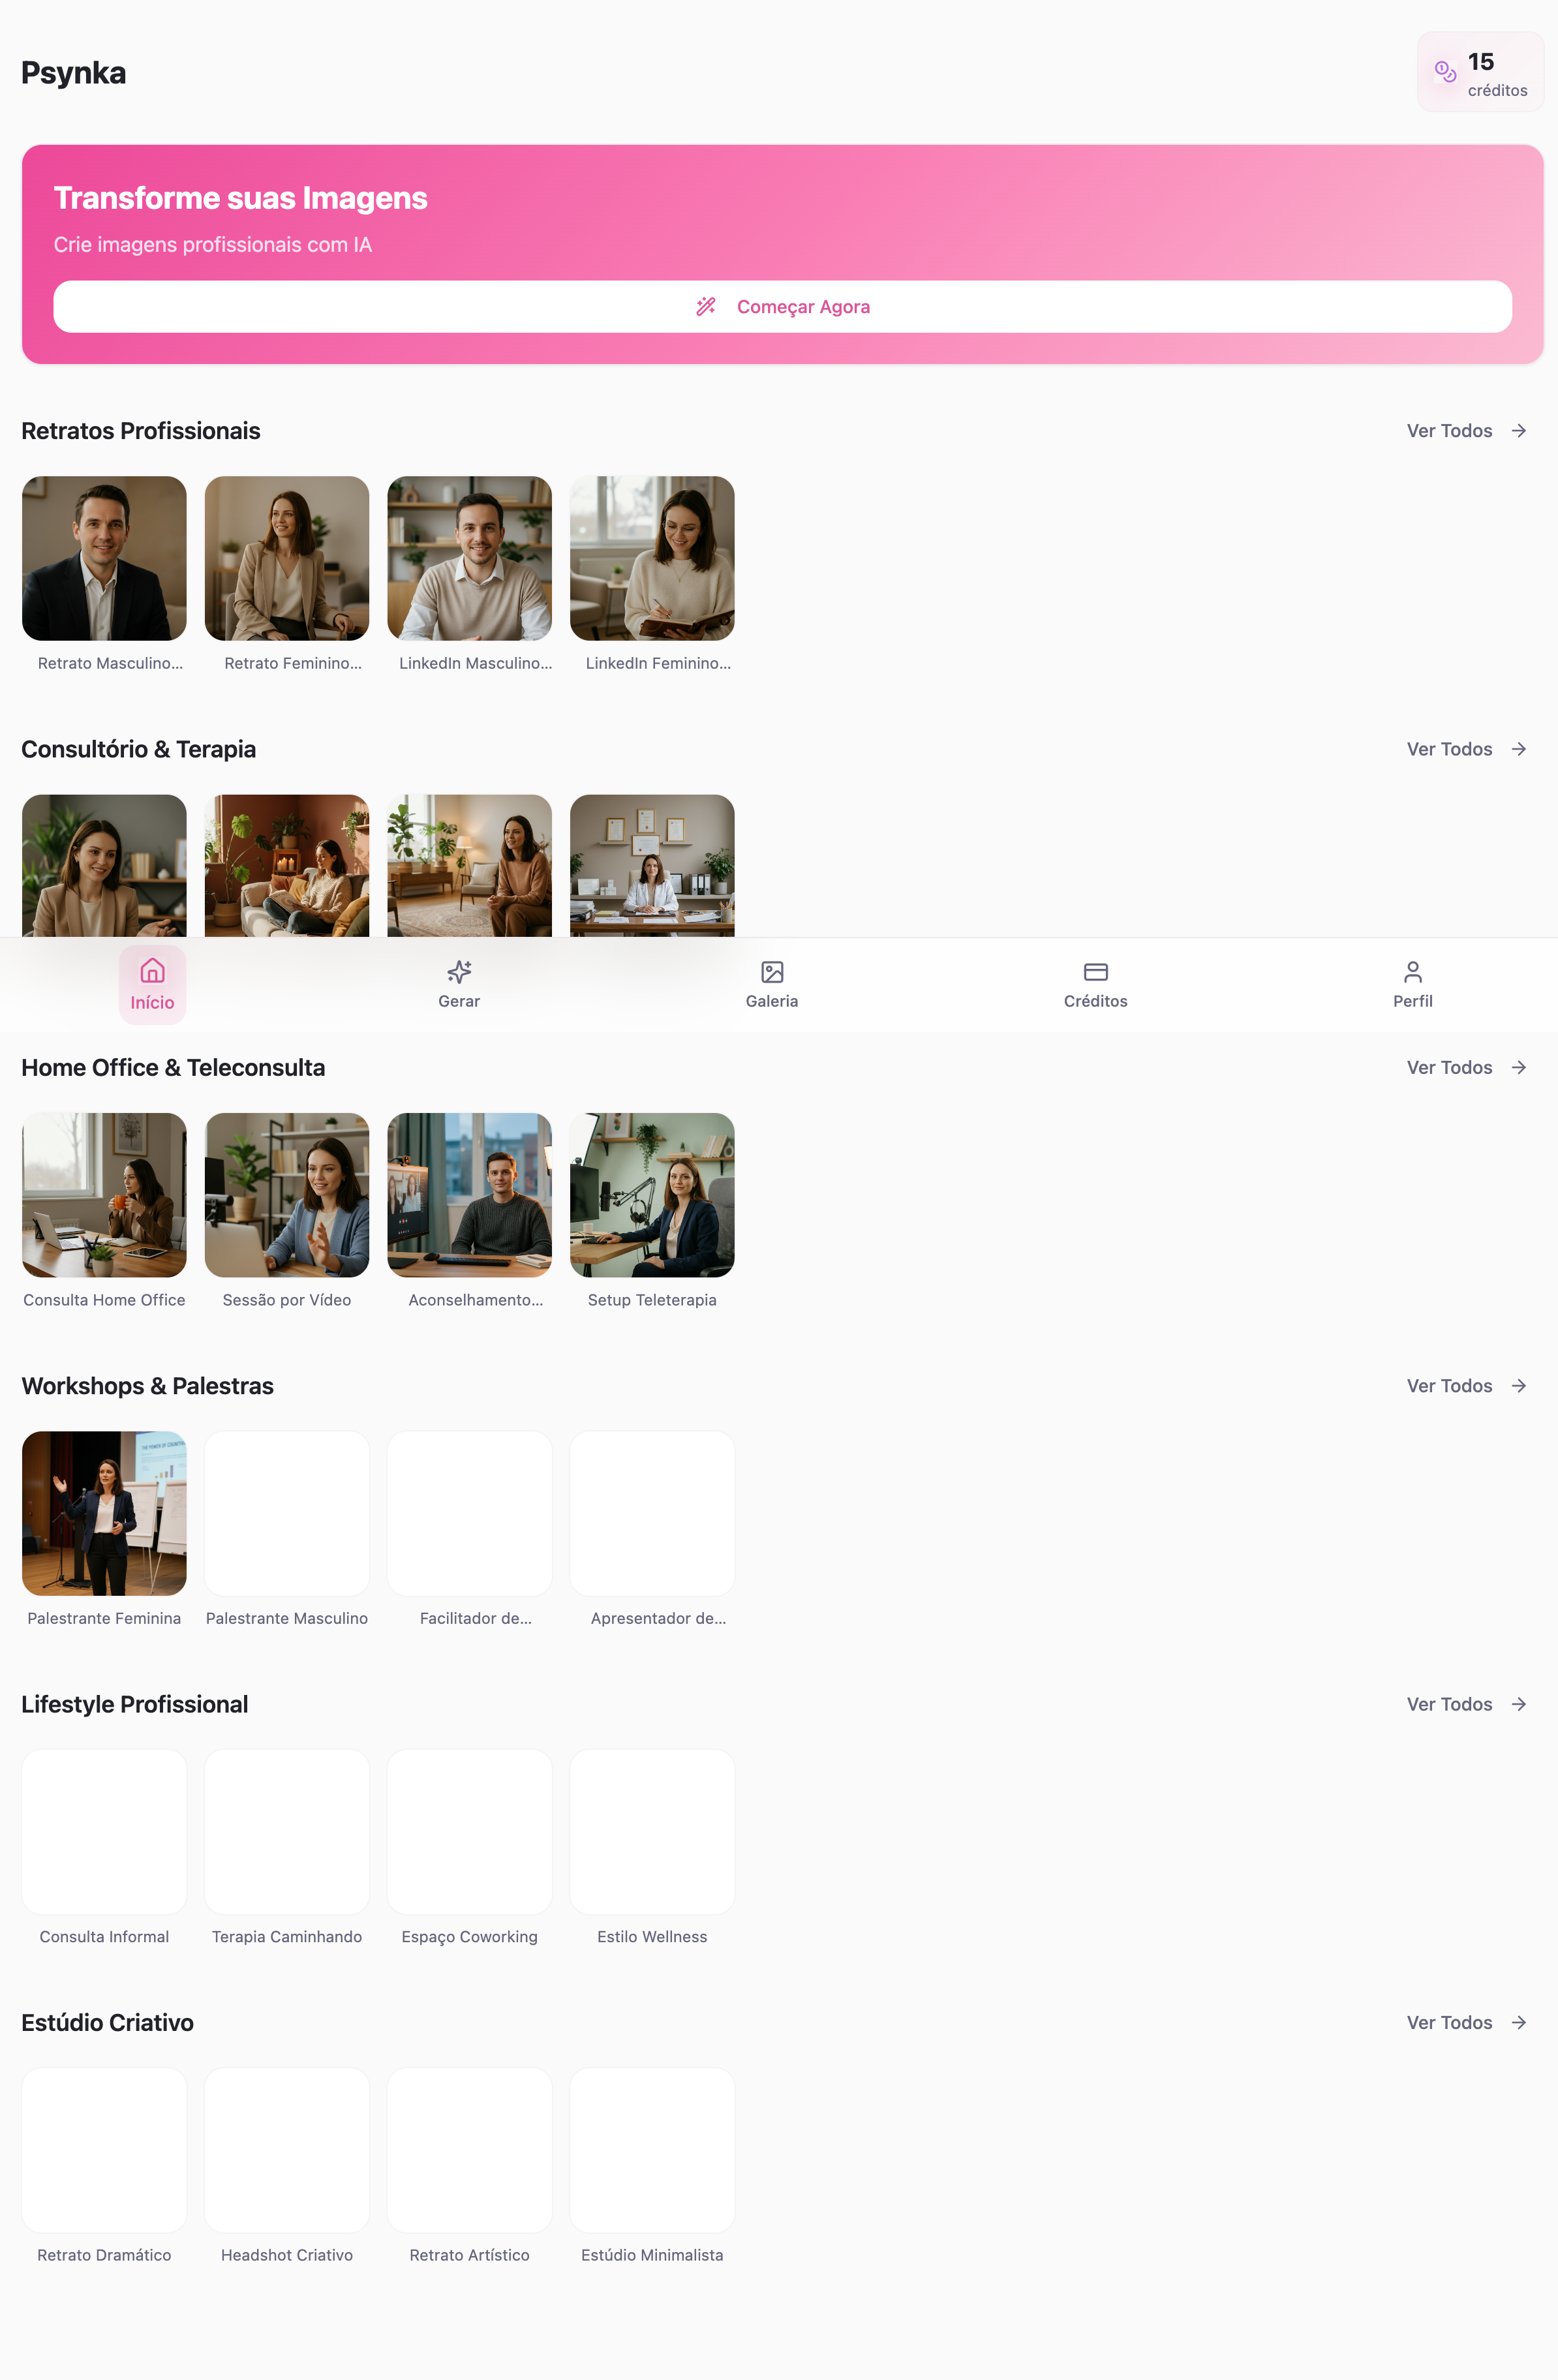 Psynka
15
créditos
Transforme suas Imagens
Crie imagens profissionais com IA
Começar Agora
Retratos Profissionais
Ver Todos
Retrato Masculino...
Retrato Feminino...
LinkedIn Masculino...
LinkedIn Feminino...
Consultório & Terapia
Ver Todos
Início
Gerar
Galeria
Créditos
Perfil
Home Office & Teleconsulta
Ver Todos
Consulta Home Office
Sessão por Vídeo
Aconselhamento...
Setup Teleterapia
Workshops & Palestras
Ver Todos
Palestrante Feminina
Palestrante Masculino
Facilitador de...
Apresentador de...
Lifestyle Profissional
Ver Todos
Consulta Informal
Terapia Caminhando
Espaço Coworking
Estilo Wellness
Estúdio Criativo
Ver Todos
Retrato Dramático
Headshot Criativo
Retrato Artístico
Estúdio Minimalista